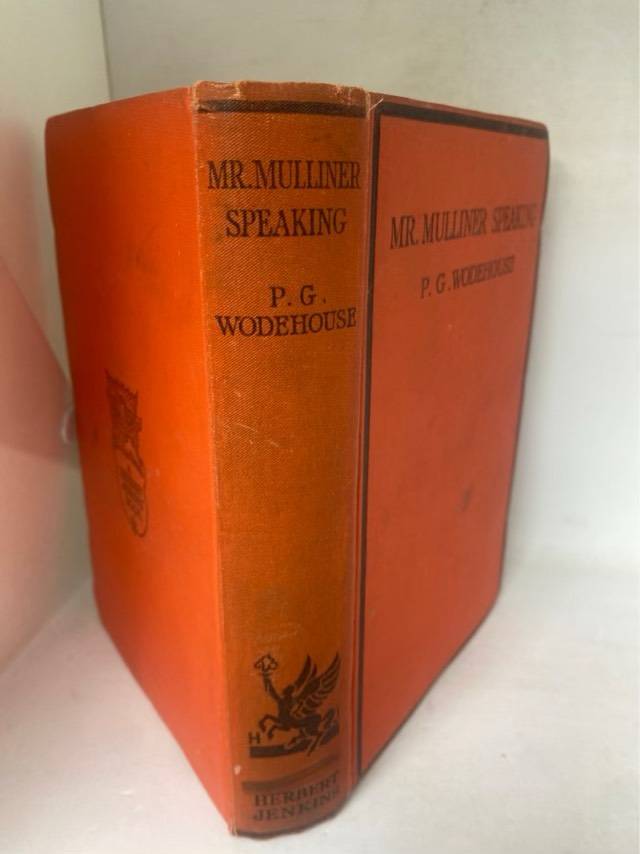 MR. MULLINER
SPEAKING
P. G.
WODEHOUSE
H J
HERBERT
JENKINS
MR. MULLINER SPEAKING
P. G. WODEHOUSE